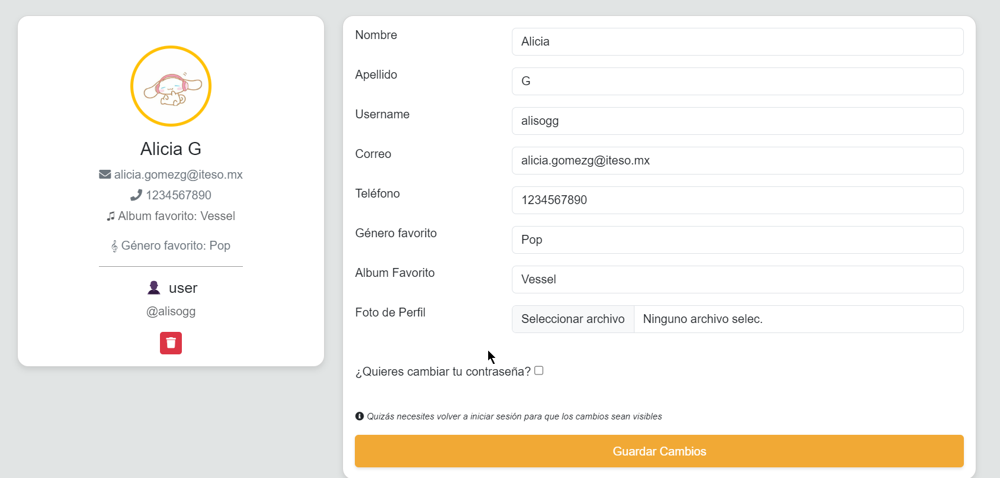 Alicia G
alicia.gomezg@iteso.mx
1234567890
Album favorito: Vessel
Género favorito: Pop
user
@alisogg
Nombre
Alicia
Apellido
G
Username
alisogg
Correo
alicia.gomezg@iteso.mx
Teléfono
1234567890
Género favorito
Pop
Album Favorito
Vessel
Foto de Perfil
Seleccionar archivo Ninguno archivo selec.
¿Quieres cambiar tu contraseña?
Quizás necesites volver a iniciar sesión para que los cambios sean visibles
Guardar Cambios